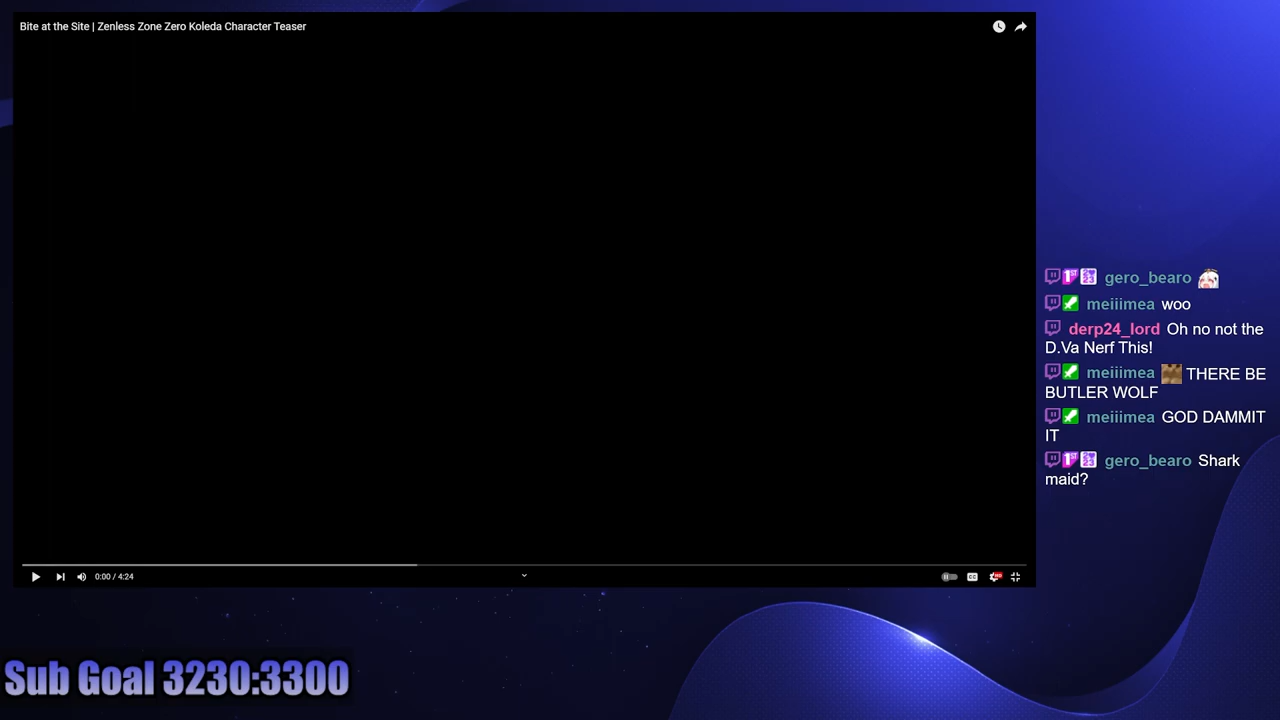 Bite at the Site | Zenless Zone Zero Koleda Character Teaser
gero_bearo
meiiimea woo
derp24_lord Oh no not the
D.Va Nerf This!
meiiimea THERE BE
BUTLER WOLF
meiiimea GOD DAMMIT
IT
gero_bearo Shark
maid?
0:00 / 4:24
Sub Goal 3230:3300